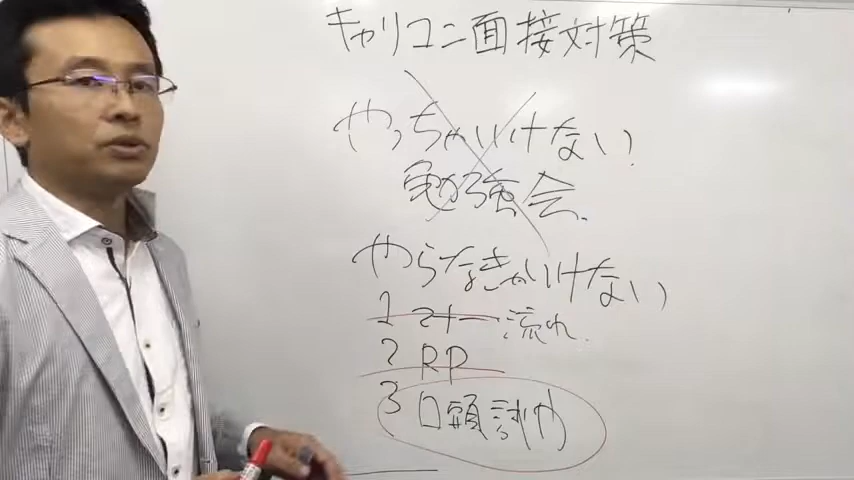 キャリコン面接対策
やっちゃいけない!
勉強会
やらなきゃいけない
1 マナー 流れ
2 RP
3 口頭試問